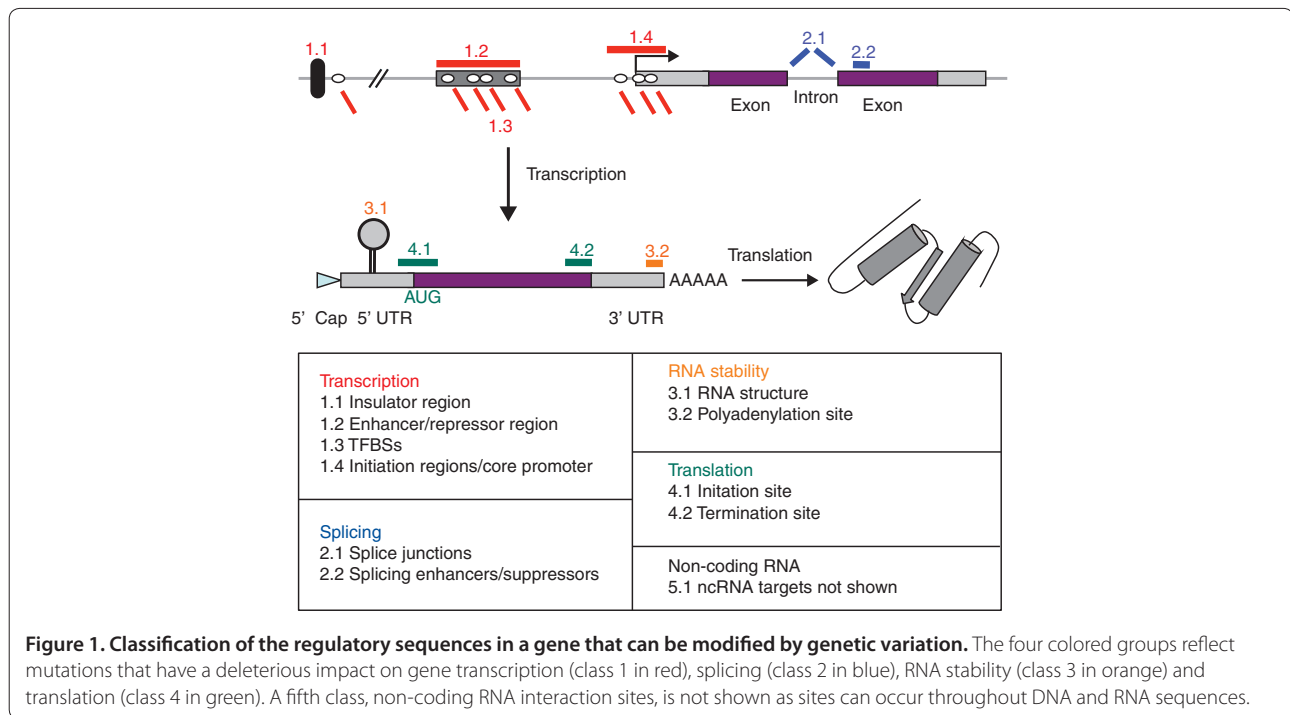 1.1
1.2
1.4
2.1
2.2
Exon
Intron
Exon
1.3
Transcription
3.1
4.1
4.2
3.2
AAAAA
Translation
AUG
5’ Cap 5’ UTR
3’ UTR
Transcription
1.1 Insulator region
1.2 Enhancer/repressor region
1.3 TFBSs
1.4 Initiation regions/core promoter
Splicing
2.1 Splice junctions
2.2 Splicing enhancers/suppressors
RNA stability
3.1 RNA structure
3.2 Polyadenylation site
Translation
4.1 Initation site
4.2 Termination site
Non-coding RNA
5.1 ncRNA targets not shown
Figure 1. Classification of the regulatory sequences in a gene that can be modified by genetic variation. The four colored groups reflect
mutations that have a deleterious impact on gene transcription (class 1 in red), splicing (class 2 in blue), RNA stability (class 3 in orange) and
translation (class 4 in green). A fifth class, non-coding RNA interaction sites, is not shown as sites can occur throughout DNA and RNA sequences.